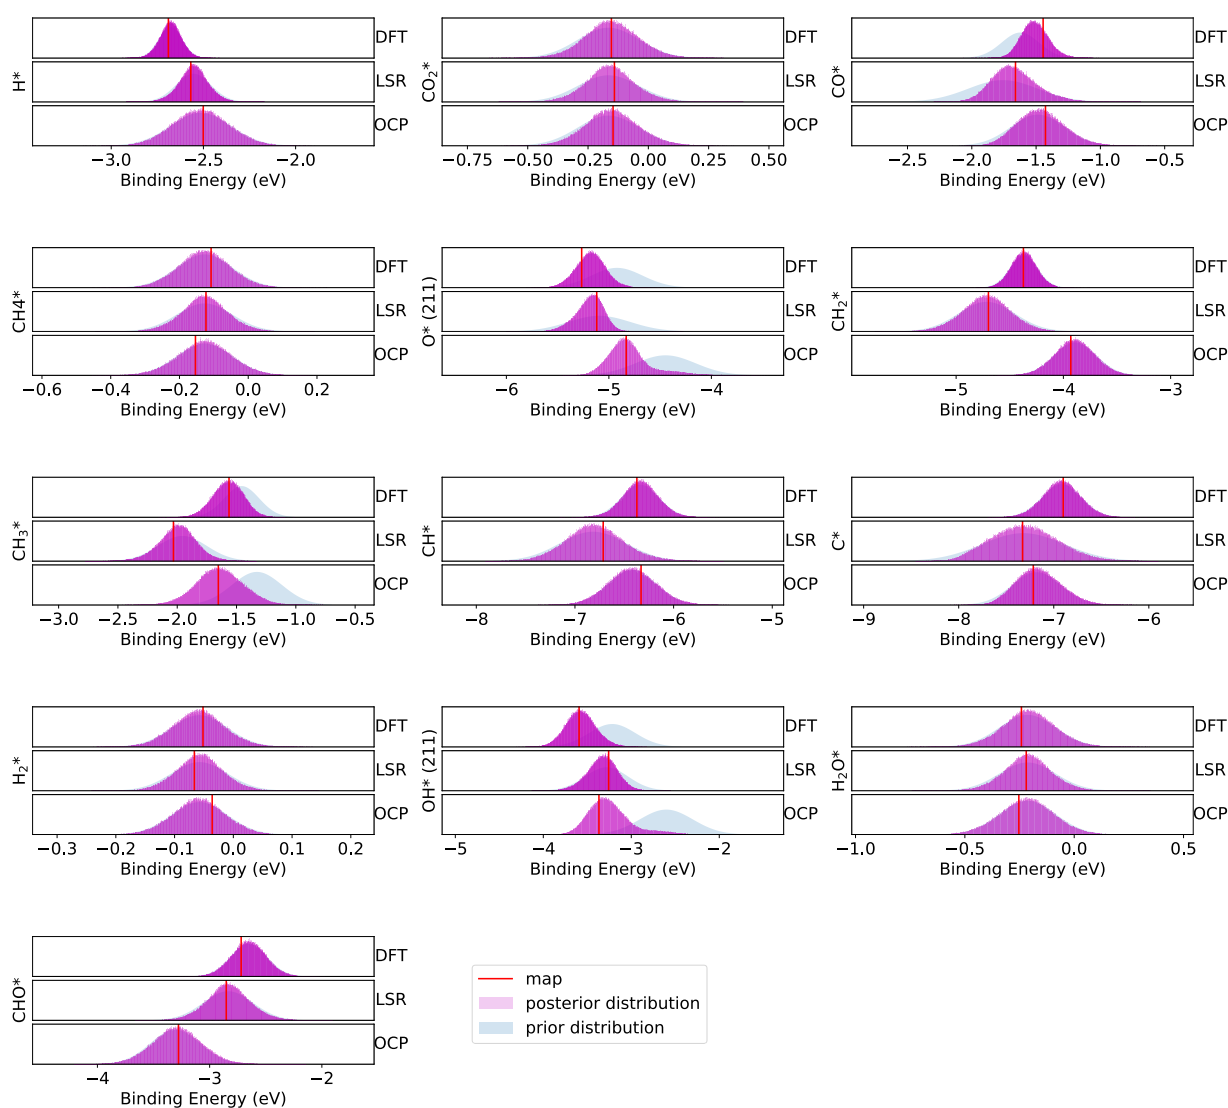 H*
DFT
LSR
OCP
−3.0 −2.5 −2.0
Binding Energy (eV)
CO₂*
DFT
LSR
OCP
−0.75 −0.50 −0.25 0.00 0.25 0.50
Binding Energy (eV)
CO*
DFT
LSR
OCP
−2.5 −2.0 −1.5 −1.0 −0.5
Binding Energy (eV)
CH4*
DFT
LSR
OCP
−0.6 −0.4 −0.2 0.0 0.2
Binding Energy (eV)
O* (211)
DFT
LSR
OCP
−6 −5 −4
Binding Energy (eV)
CH₂*
DFT
LSR
OCP
−5 −4 −3
Binding Energy (eV)
CH₃*
DFT
LSR
OCP
−3.0 −2.5 −2.0 −1.5 −1.0 −0.5
Binding Energy (eV)
CH*
DFT
LSR
OCP
−8 −7 −6 −5
Binding Energy (eV)
C*
DFT
LSR
OCP
−9 −8 −7 −6
Binding Energy (eV)
H₂*
DFT
LSR
OCP
−0.3 −0.2 −0.1 0.0 0.1 0.2
Binding Energy (eV)
OH* (211)
DFT
LSR
OCP
−5 −4 −3 −2
Binding Energy (eV)
H₂O*
DFT
LSR
OCP
−1.0 −0.5 0.0 0.5
Binding Energy (eV)
CHO*
DFT
LSR
OCP
−4 −3 −2
Binding Energy (eV)
map
posterior distribution
prior distribution